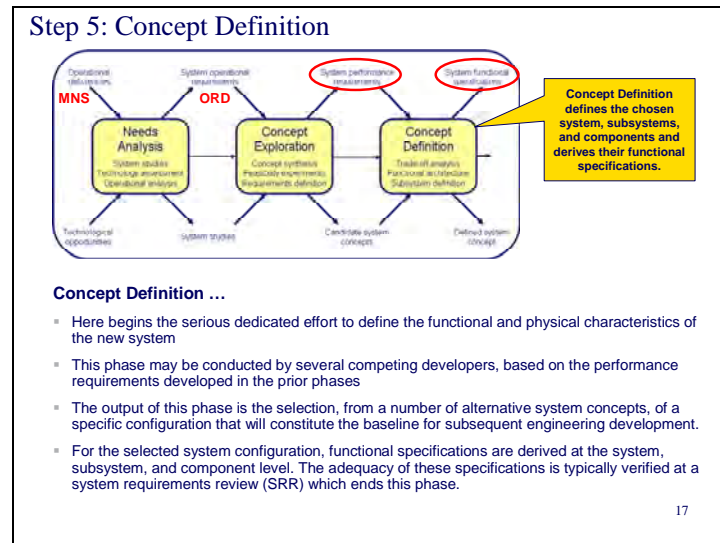 Step 5: Concept Definition
Operational
deficiencies
System operational
requirements
System performance
requirements
System functional
specifications
MNS
ORD
Concept Definition
defines the chosen
system, subsystems,
and components and
derives their functional
specifications.
Needs
Analysis
System studies
Technology assessment
Operational analysis
Concept
Exploration
Concept synthesis
Feasibility experiments
Requirements definition
Concept
Definition
Trade-off analysis
Functional architecture
Subsystem definition
Technological
opportunities
System studies
Candidate system
concepts
Defined system
concept
Concept Definition …
▪ Here begins the serious dedicated effort to define the functional and physical characteristics of
the new system
▪ This phase may be conducted by several competing developers, based on the performance
requirements developed in the prior phases
▪ The output of this phase is the selection, from a number of alternative system concepts, of a
specific configuration that will constitute the baseline for subsequent engineering development.
▪ For the selected system configuration, functional specifications are derived at the system,
subsystem, and component level. The adequacy of these specifications is typically verified at a
system requirements review (SRR) which ends this phase.
17